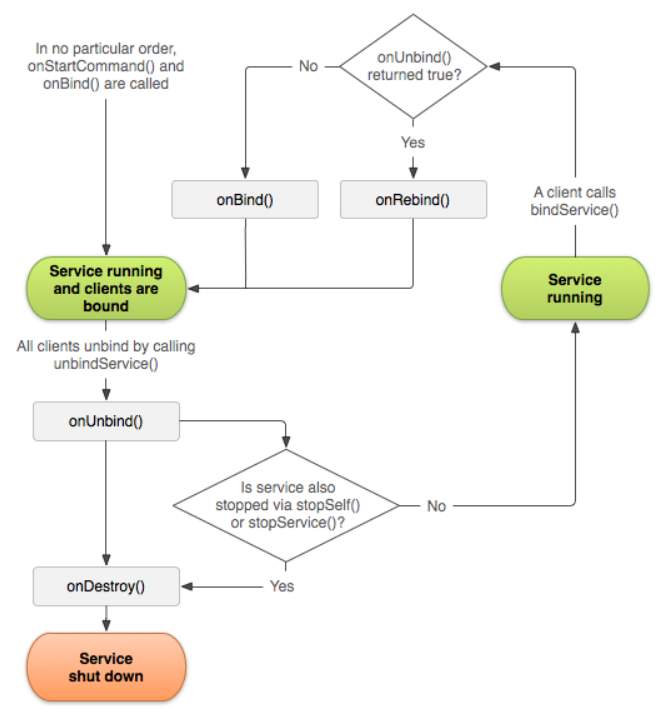 In no particular order,
onStartCommand() and
onBind() are called
onUnbind()
returned true?
No
Yes
onBind()
onRebind()
A client calls
bindService()
Service running
and clients are
bound
Service
running
All clients unbind by calling
unbindService()
onUnbind()
Is service also
stopped via stopSelf()
or stopService()?
No
Yes
onDestroy()
Service
shut down